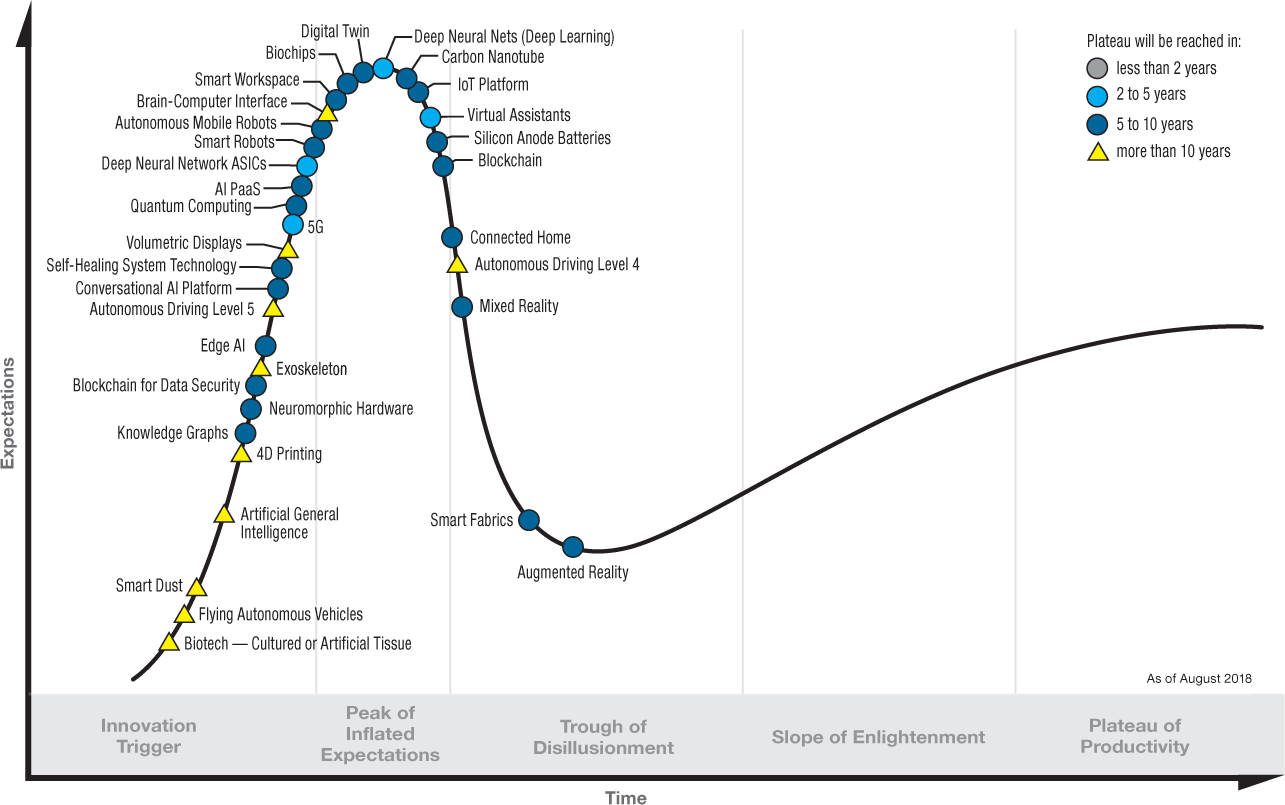 Digital Twin
Deep Neural Nets (Deep Learning)
Biochips
Carbon Nanotube
Smart Workspace
IoT Platform
Brain-Computer Interface
Virtual Assistants
Autonomous Mobile Robots
Silicon Anode Batteries
Smart Robots
Blockchain
Deep Neural Network ASICs
AI PaaS
Quantum Computing
5G
Volumetric Displays
Connected Home
Self-Healing System Technology
Autonomous Driving Level 4
Conversational AI Platform
Mixed Reality
Autonomous Driving Level 5
Edge AI
Exoskeleton
Blockchain for Data Security
Neuromorphic Hardware
Knowledge Graphs
4D Printing
Artificial General
Intelligence
Smart Fabrics
Augmented Reality
Smart Dust
Flying Autonomous Vehicles
Biotech — Cultured or Artificial Tissue
Plateau will be reached in:
less than 2 years
2 to 5 years
5 to 10 years
more than 10 years
As of August 2018
Expectations
Innovation
Trigger
Peak of
Inflated
Expectations
Trough of
Disillusionment
Slope of Enlightenment
Plateau of
Productivity
Time